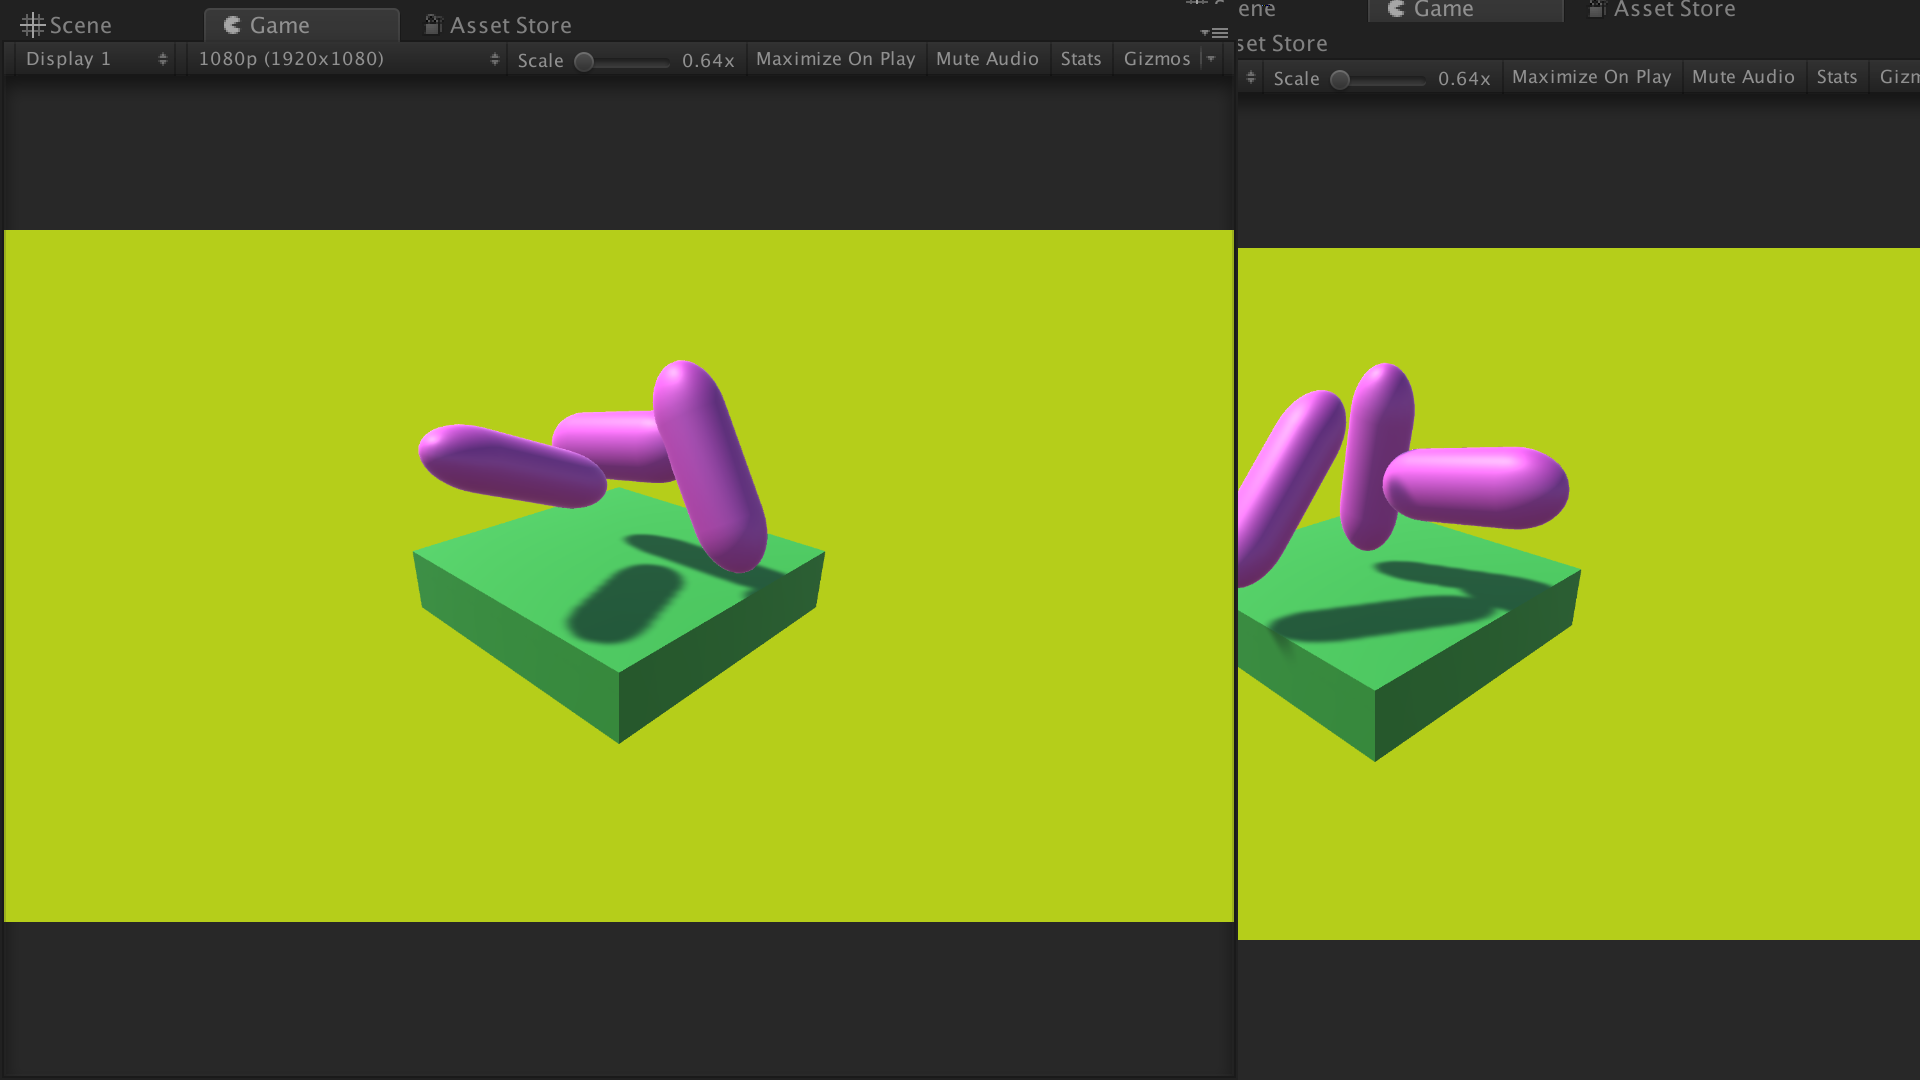 Scene Game Asset Store
Display 1 1080p (1920x1080) Scale 0.64x Maximize On Play Mute Audio Stats Gizmos
ene Game Asset Store
set Store
Scale 0.64x Maximize On Play Mute Audio Stats Gizm